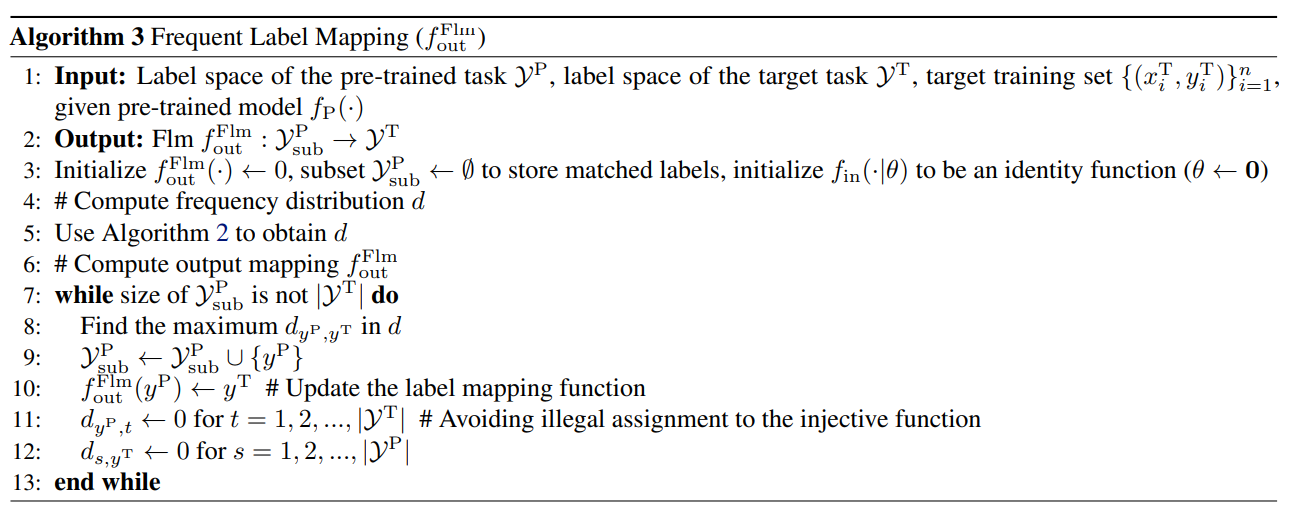 Algorithm 3 Frequent Label Mapping ($f_{\text{out}}^{\text{Flm}}$)
1: Input: Label space of the pre-trained task $\mathcal{Y}^{\text{P}}$, label space of the target task $\mathcal{Y}^{\text{T}}$, target training set $\{(x_i^{\text{T}}, y_i^{\text{T}})\}_{i=1}^{n}$,
given pre-trained model $f_{\text{P}}(\cdot)$
2: Output: Flm $f_{\text{out}}^{\text{Flm}} : \mathcal{Y}_{\text{sub}}^{\text{P}} \rightarrow \mathcal{Y}^{\text{T}}$
3: Initialize $f_{\text{out}}^{\text{Flm}}(\cdot) \leftarrow 0$, subset $\mathcal{Y}_{\text{sub}}^{\text{P}} \leftarrow \emptyset$ to store matched labels, initialize $f_{\text{in}}(\cdot|\theta)$ to be an identity function ($\theta \leftarrow \mathbf{0}$)
4: # Compute frequency distribution $d$
5: Use Algorithm 2 to obtain $d$
6: # Compute output mapping $f_{\text{out}}^{\text{Flm}}$
7: while size of $\mathcal{Y}_{\text{sub}}^{\text{P}}$ is not $|\mathcal{Y}^{\text{T}}|$ do
8: Find the maximum $d_{y^{\text{P}}, y^{\text{T}}}$ in $d$
9: $\mathcal{Y}_{\text{sub}}^{\text{P}} \leftarrow \mathcal{Y}_{\text{sub}}^{\text{P}} \cup \{y^{\text{P}}\}$
10: $f_{\text{out}}^{\text{Flm}}(y^{\text{P}}) \leftarrow y^{\text{T}}$ # Update the label mapping function
11: $d_{y^{\text{P}}, t} \leftarrow 0$ for $t = 1, 2, ..., |\mathcal{Y}^{\text{T}}|$ # Avoiding illegal assignment to the injective function
12: $d_{s, y^{\text{T}}} \leftarrow 0$ for $s = 1, 2, ..., |\mathcal{Y}^{\text{P}}|$
13: end while